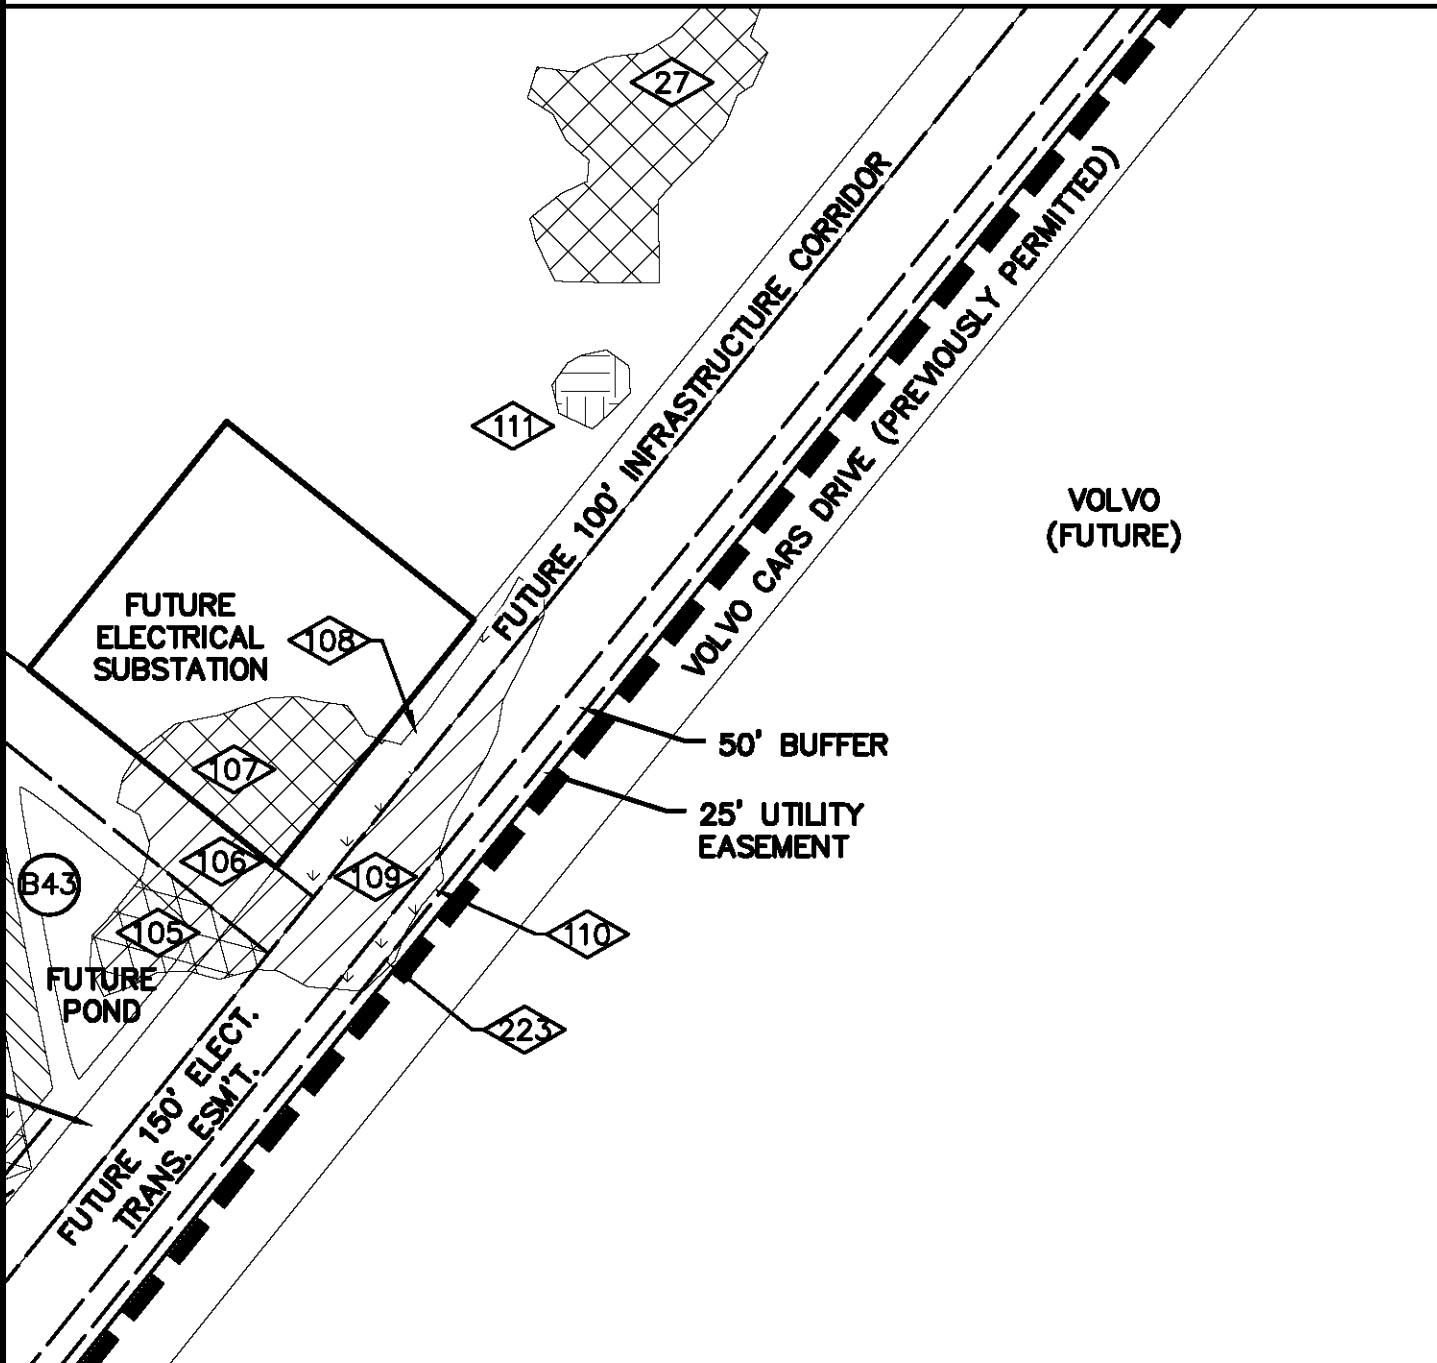 27
FUTURE 100' INFRASTRUCTURE CORRIDOR
VOLVO CARS DRIVE (PREVIOUSLY PERMITTED)
111
VOLVO
(FUTURE)
FUTURE
ELECTRICAL
SUBSTATION
108
50' BUFFER
107
25' UTILITY
EASEMENT
106
109
B43
105
110
FUTURE
POND
223
FUTURE 150' ELECT.
TRANS. ESM'T.